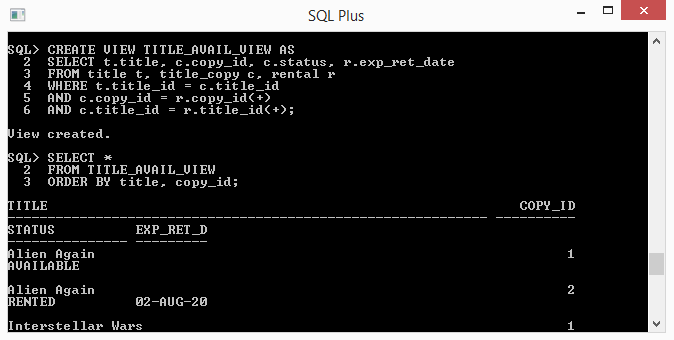 SQL Plus
SQL> CREATE VIEW TITLE_AVAIL_VIEW AS
2 SELECT t.title, c.copy_id, c.status, r.exp_ret_date
3 FROM title t, title_copy c, rental r
4 WHERE t.title_id = c.title_id
5 AND c.copy_id = r.copy_id(+)
6 AND c.title_id = r.title_id(+);
View created.
SQL> SELECT *
2 FROM TITLE_AVAIL_VIEW
3 ORDER BY title, copy_id;
TITLE COPY_ID
------------------------------------------------------------ ----------
STATUS EXP_RET_D
--------------- ---------
Alien Again 1
AVAILABLE
Alien Again 2
RENTED 02-AUG-20
Interstellar Wars 1